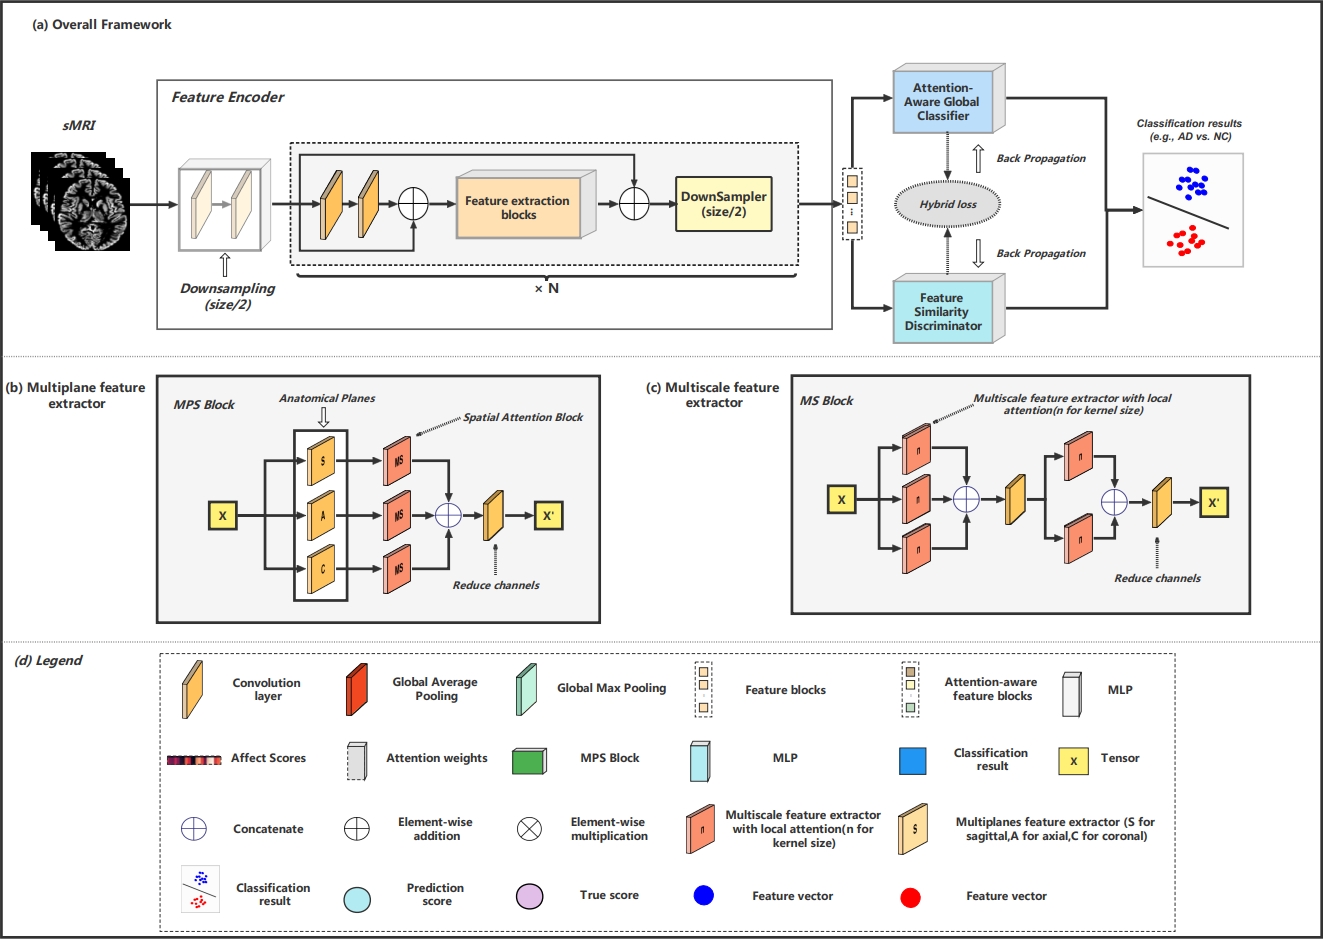 (a) Overall Framework
Feature Encoder
sMRI
Downsampling
(size/2)
Feature extraction
blocks
DownSampler
(size/2)
× N
Attention-
Aware Global
Classifier
Back Propagation
Hybrid loss
Back Propagation
Feature
Similarity
Discriminator
Classification results
(e.g., AD vs. NC)
(b) Multiplane feature
extractor
MPS Block
Anatomical Planes
Spatial Attention Block
X
S
A
C
MS
MS
MS
X'
Reduce channels
(c) Multiscale feature
extractor
MS Block
Multiscale feature extractor with local
attention(n for kernel size)
X
n
n
n
n
n
X'
Reduce channels
(d) Legend
Convolution
layer
Global Average
Pooling
Global Max Pooling
Feature blocks
Attention-aware
feature blocks
MLP
Affect Scores
Attention weights
MPS Block
MLP
Classification
result
X
Tensor
Concatenate
Element-wise
addition
Element-wise
multiplication
n
Multiscale feature extractor
with local attention(n for
kernel size)
S
Multiplanes feature extractor (S for
sagittal,A for axial,C for coronal)
Classification
result
Prediction
score
True score
Feature vector
Feature vector